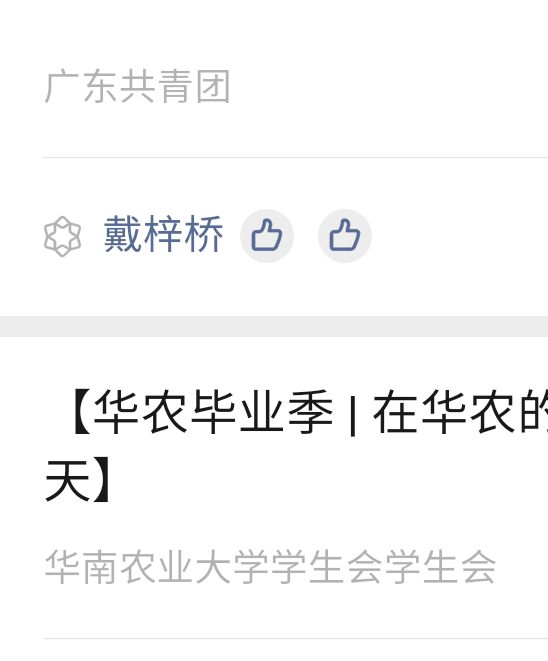 广东共青团
戴梓桥
【华农毕业季 | 在华农的
天】
华南农业大学学生会学生会